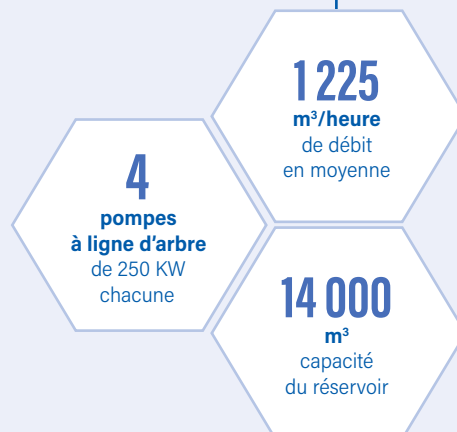 1 225
m³/heure
de débit
en moyenne
4
pompes
à ligne d'arbre
de 250 KW
chacune
14 000
m³
capacité
du réservoir